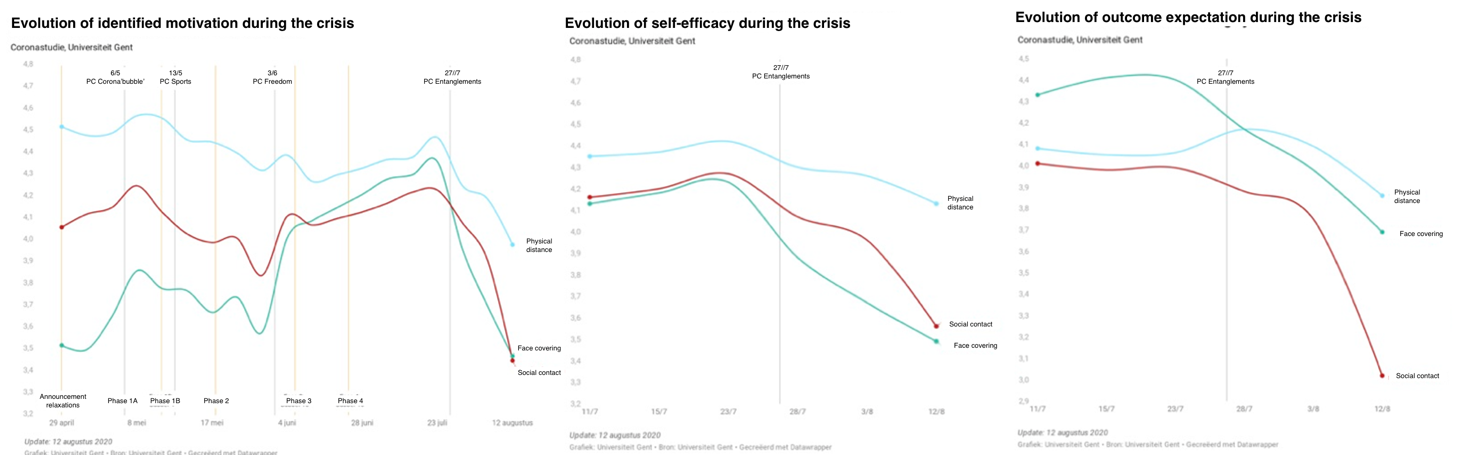 Evolution of identified motivation during the crisis
Coronastudie, Universiteit Gent
4,8
4,7
4,6
4,5
4,4
4,3
4,2
4,1
4,0
3,9
3,8
3,7
3,6
3,5
3,4
3,3
3,2
6/5
PC Corona'bubble'
13/5
PC Sports
3/6
PC Freedom
27//7
PC Entanglements
Physical
distance
Face covering
Social contact
Announcement
relaxations
Phase 1A
Phase 1B
Phase 2
Phase 3
Phase 4
29 april
8 mei
17 mei
4 juni
28 juni
23 juli
12 augustus
Update: 12 augustus 2020
Grafiek: Universiteit Gent • Bron: Universiteit Gent • Gecreëerd met Datawrapper
Evolution of self-efficacy during the crisis
Coronastudie, Universiteit Gent
4,8
4,7
4,6
4,5
4,4
4,3
4,2
4,1
4,0
3,9
3,8
3,7
3,6
3,5
3,4
3,3
3,2
27//7
PC Entanglements
Physical
distance
Social contact
Face covering
11/7
15/7
23/7
28/7
3/8
12/8
Update: 12 augustus 2020
Grafiek: Universiteit Gent • Bron: Universiteit Gent • Gecreëerd met Datawrapper
Evolution of outcome expectation during the crisis
Coronastudie, Universiteit Gent
4,5
4,4
4,3
4,2
4,1
4,0
3,9
3,8
3,7
3,6
3,5
3,4
3,3
3,2
3,1
3,0
2,9
27//7
PC Entanglements
Physical
distance
Face covering
Social contact
11/7
15/7
23/7
28/7
3/8
12/8
Update: 12 augustus 2020
Grafiek: Universiteit Gent • Bron: Universiteit Gent • Gecreëerd met Datawrapper